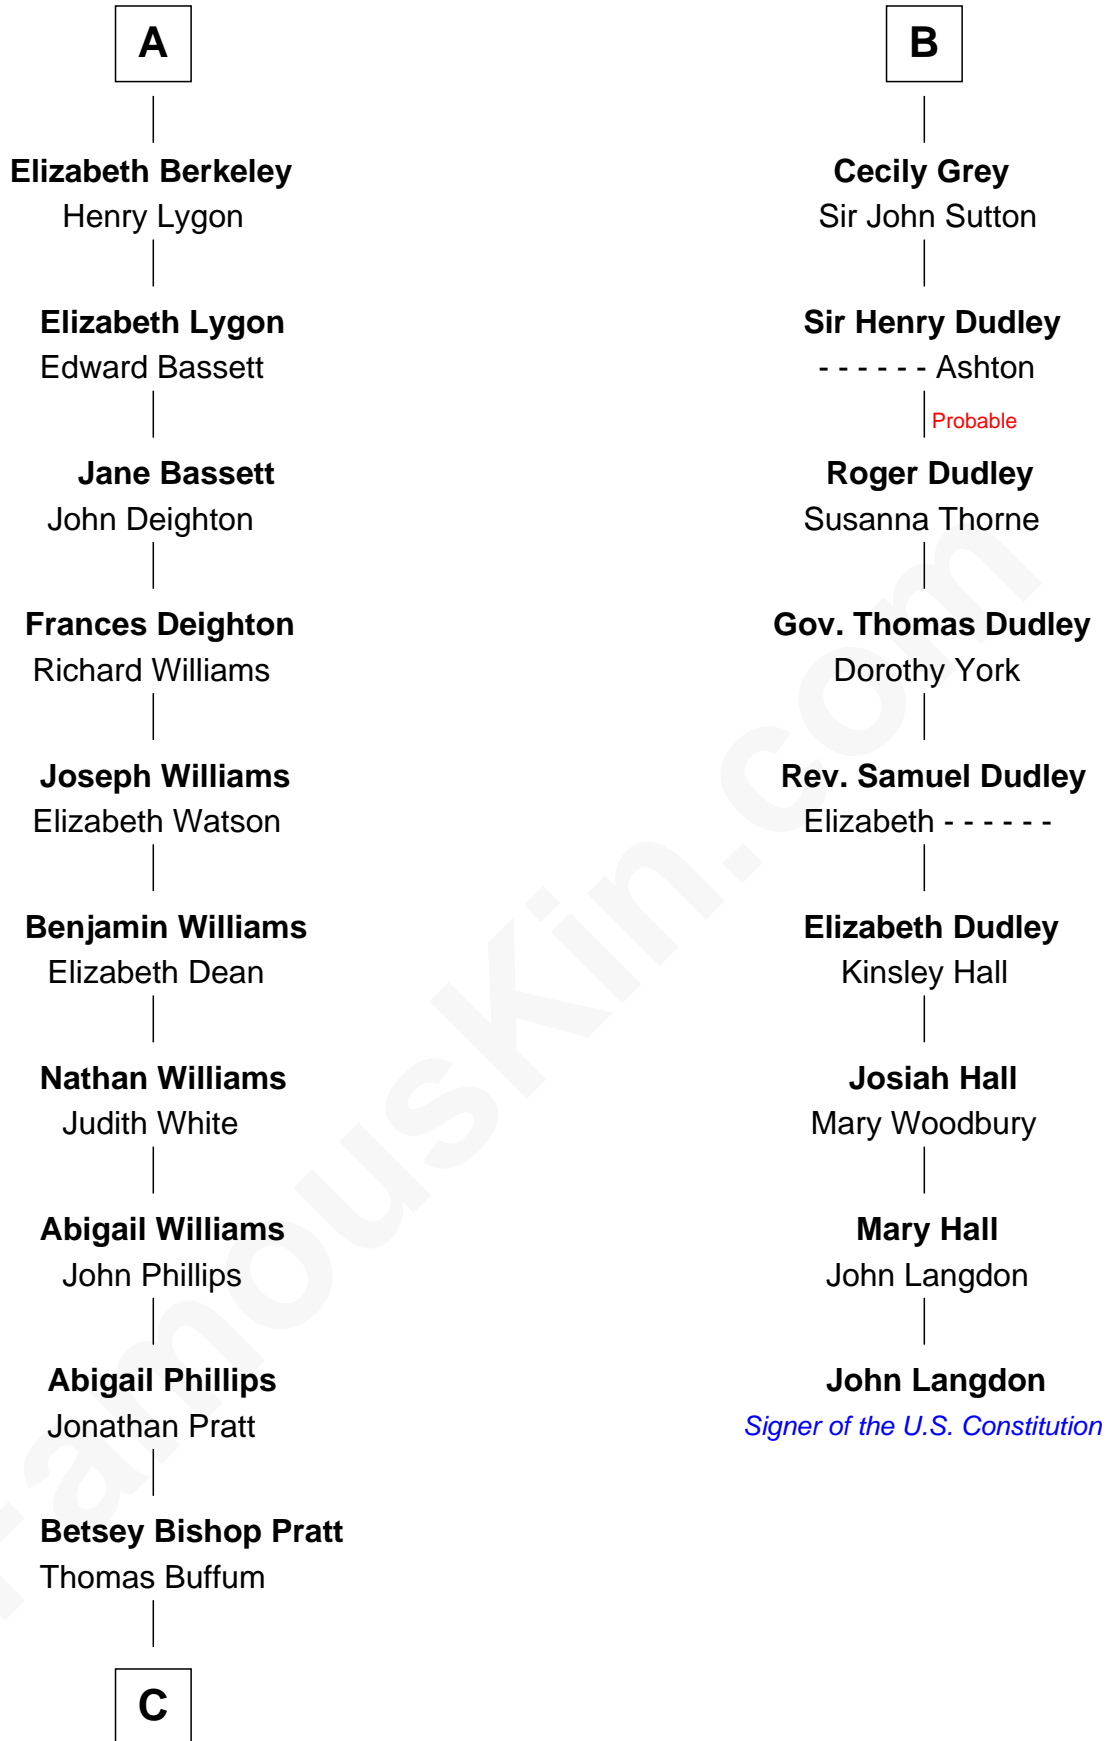 A
Elizabeth Berkeley
Henry Lygon
Elizabeth Lygon
Edward Bassett
Jane Bassett
John Deighton
Frances Deighton
Richard Williams
Joseph Williams
Elizabeth Watson
Benjamin Williams
Elizabeth Dean
Nathan Williams
Judith White
Abigail Williams
John Phillips
Abigail Phillips
Jonathan Pratt
Betsey Bishop Pratt
Thomas Buffum
C
B
Cecily Grey
Sir John Sutton
Sir Henry Dudley
- - - - - - Ashton
Probable
Roger Dudley
Susanna Thorne
Gov. Thomas Dudley
Dorothy York
Rev. Samuel Dudley
Elizabeth - - - - - -
Elizabeth Dudley
Kinsley Hall
Josiah Hall
Mary Woodbury
Mary Hall
John Langdon
John Langdon
Signer of the U.S. Constitution
FamousKin.com